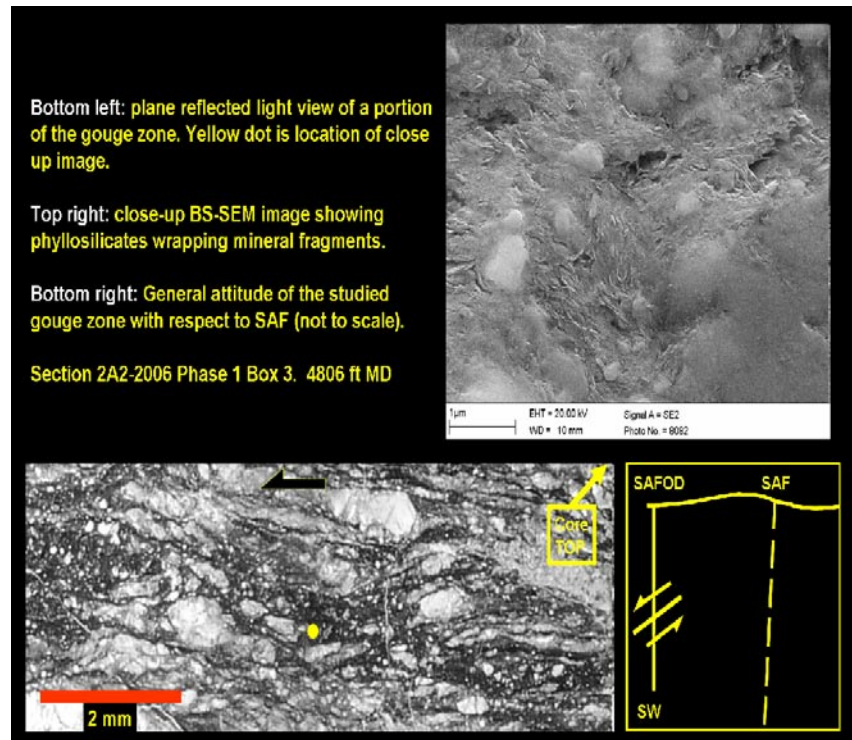 Bottom left: plane reflected light view of a portion
of the gouge zone. Yellow dot is location of close
up image.
Top right: close-up BS-SEM image showing
phyllosilicates wrapping mineral fragments.
Bottom right: General attitude of the studied
gouge zone with respect to SAF (not to scale).
Section 2A2-2006 Phase 1 Box 3. 4806 ft MD
1µm
EHT = 20.00 kV
Signal A = SE2
WD = 10 mm
Photo No. = 8082
Core
TOP
2 mm
SAFOD
SAF
SW